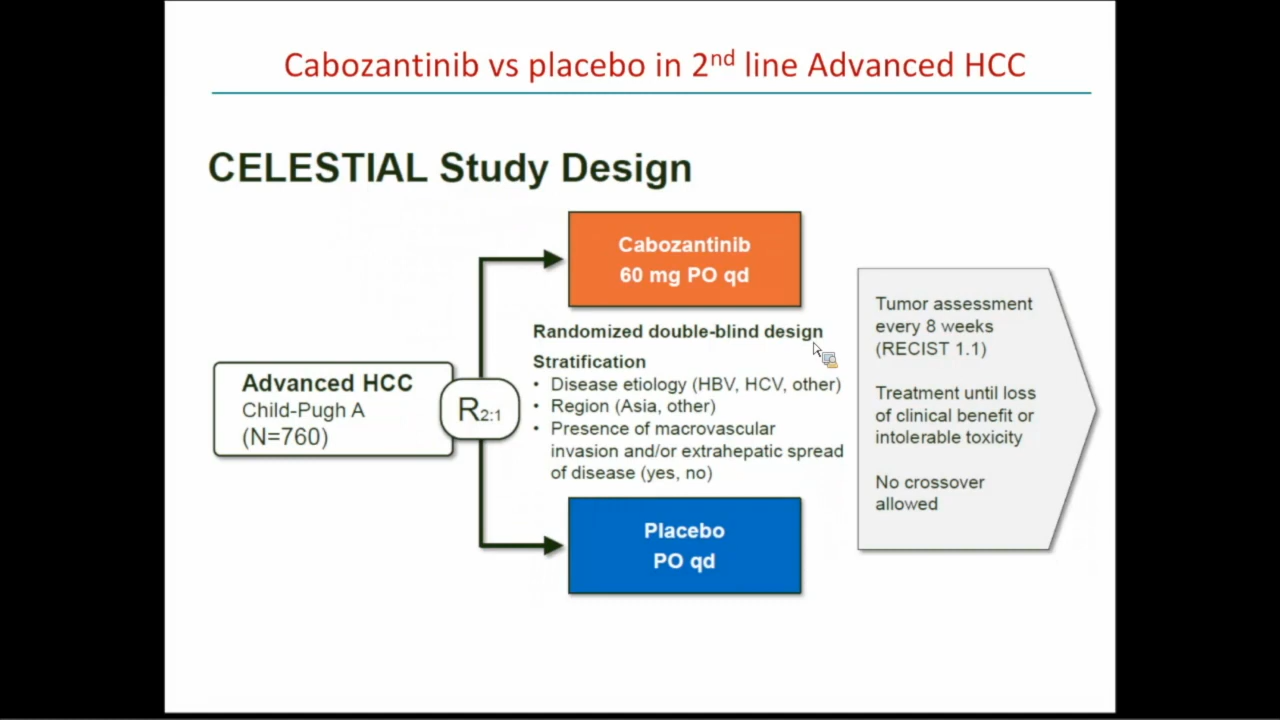 Cabozantinib vs placebo in 2nd line Advanced HCC
CELESTIAL Study Design
Advanced HCC
Child-Pugh A
(N=760)
R2:1
Cabozantinib
60 mg PO qd
Randomized double-blind design
Stratification
• Disease etiology (HBV, HCV, other)
• Region (Asia, other)
• Presence of macrovascular
invasion and/or extrahepatic spread
of disease (yes, no)
Placebo
PO qd
Tumor assessment
every 8 weeks
(RECIST 1.1)
Treatment until loss
of clinical benefit or
intolerable toxicity
No crossover
allowed